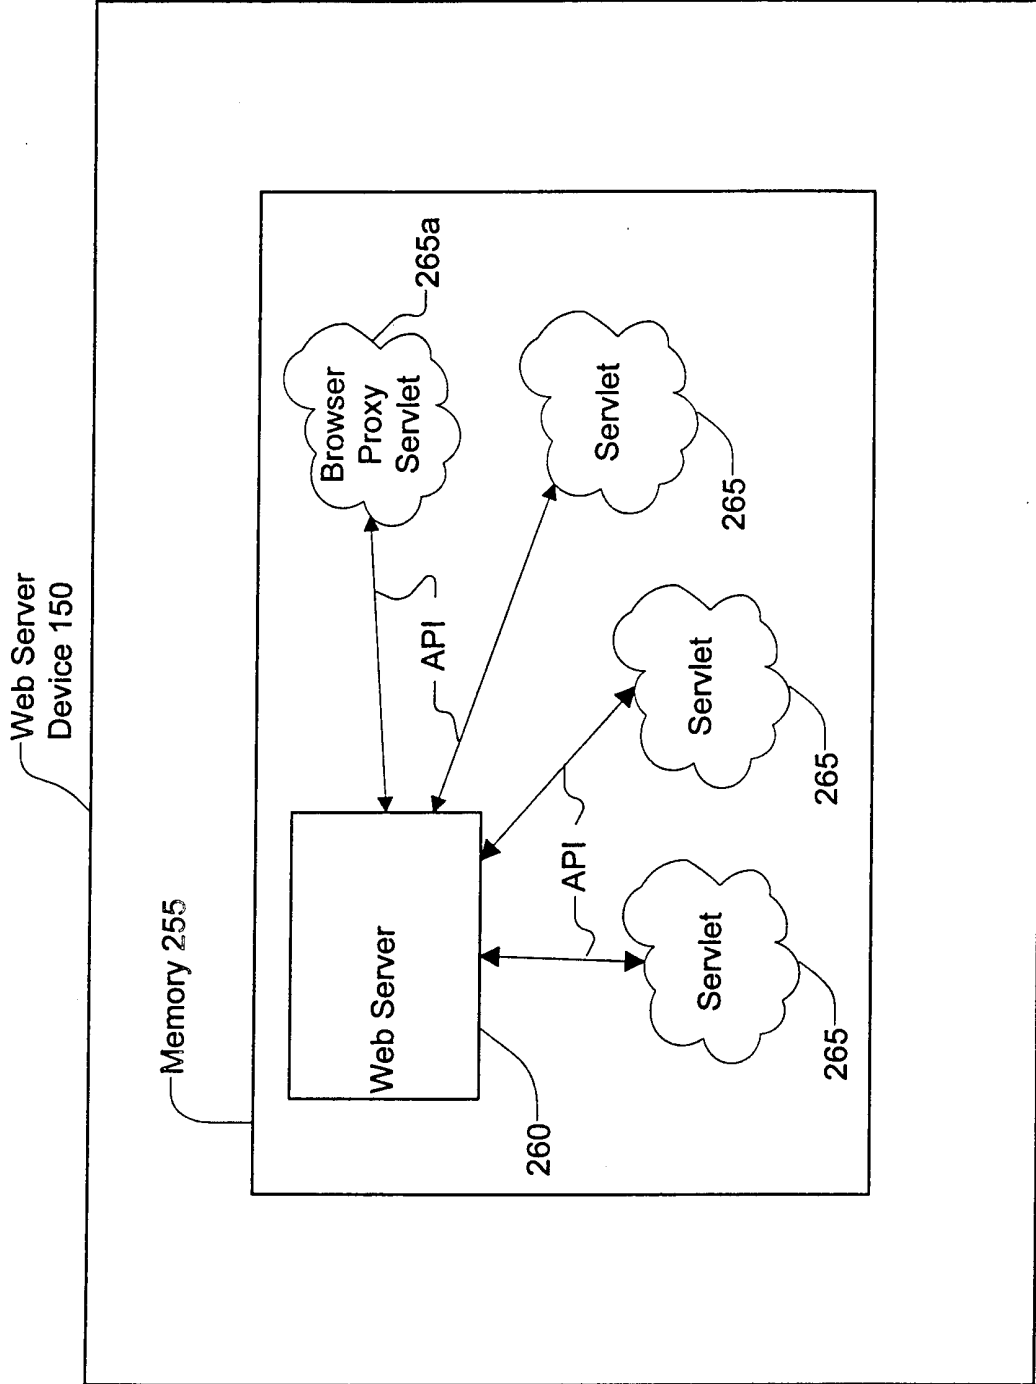 Web Server
Device 150
Memory 255
Web Server
260
API
API
Browser
Proxy
Servlet
265a
Servlet
265
Servlet
265
Servlet
265